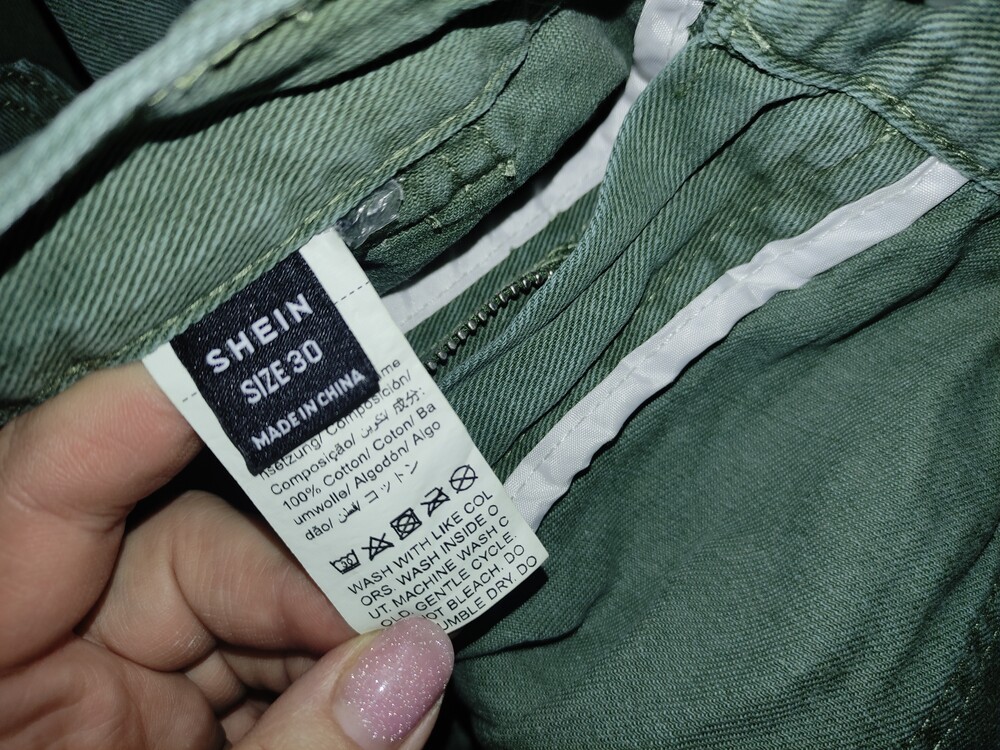 SHEIN
SIZE 30
MADE IN CHINA
nsetzung/ Composición/
Composição/ تكوين/ 成分:
100% Cotton/ Coton/ Ba
umwolle/ Algodón/ Algo
dão/ قطن/ コットン
30
WASH WITH LIKE COL
ORS. WASH INSIDE O
UT. MACHINE WASH C
OLD. GENTLE CYCLE.
NOT BLEACH. DO
UMBLE DRY. DO